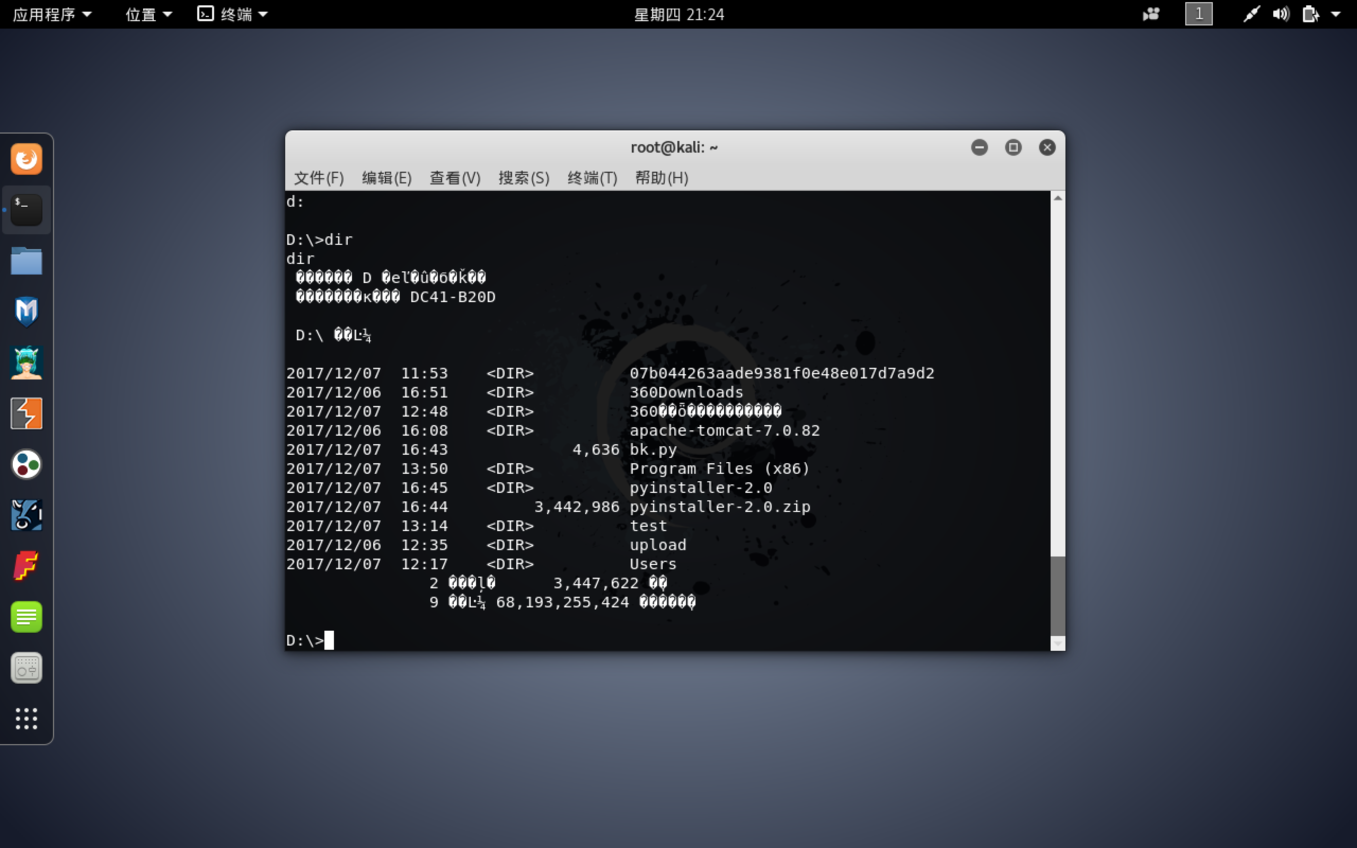 应用程序 位置 终端 星期四 21:24 1
root@kali: ~
文件(F) 编辑(E) 查看(V) 搜索(S) 终端(T) 帮助(H)
d:
D:\>dir
dir
������ D �eľ�û�б�ǩ��
�������к��� DC41-B20D
D:\ ��Ŀ¼
2017/12/07 11:53 <DIR> 07b044263aade9381f0e48e017d7a9d2
2017/12/06 16:51 <DIR> 360Downloads
2017/12/07 12:48 <DIR> 360
2017/12/06 16:08 <DIR> apache-tomcat-7.0.82
2017/12/07 16:43 4,636 bk.py
2017/12/07 13:50 <DIR> Program Files (x86)
2017/12/07 16:45 <DIR> pyinstaller-2.0
2017/12/07 16:44 3,442,986 pyinstaller-2.0.zip
2017/12/07 13:14 <DIR> test
2017/12/06 12:35 <DIR> upload
2017/12/07 12:17 <DIR> Users
2 3,447,622
9 68,193,255,424
D:\>